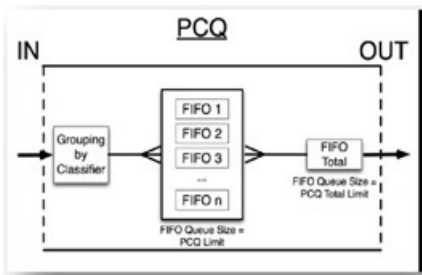 PCQ
IN
OUT
Grouping
by
Classifier
FIFO 1
FIFO 2
FIFO 3
...
FIFO n
FIFO Queue Size =
PCQ Limit
FIFO
Total
FIFO Queue Size =
PCQ Total Limit